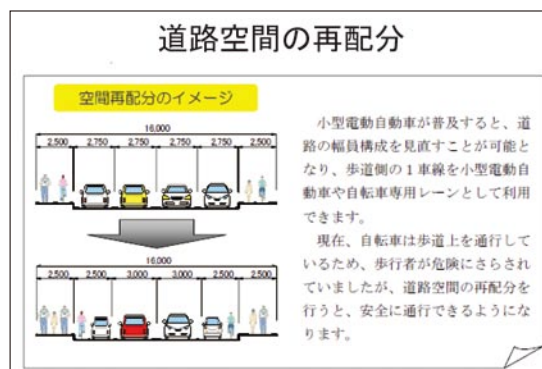 道路空間の再配分
空間再配分のイメージ
16,000
2,500 2,750 2,750 2,750 2,750 2,500
16,000
2,500 2,500 3,000 3,000 2,500 2,500
小型電動自動車が普及すると、道
路の幅員構成を見直すことが可能と
なり、歩道側の1車線を小型電動自
動車や自転車専用レーンとして利用
できます。
現在、自転車は歩道上を通行して
いるため、歩行者が危険にさらされ
ていましたが、道路空間の再配分を
行うと、安全に通行できるようにな
ります。